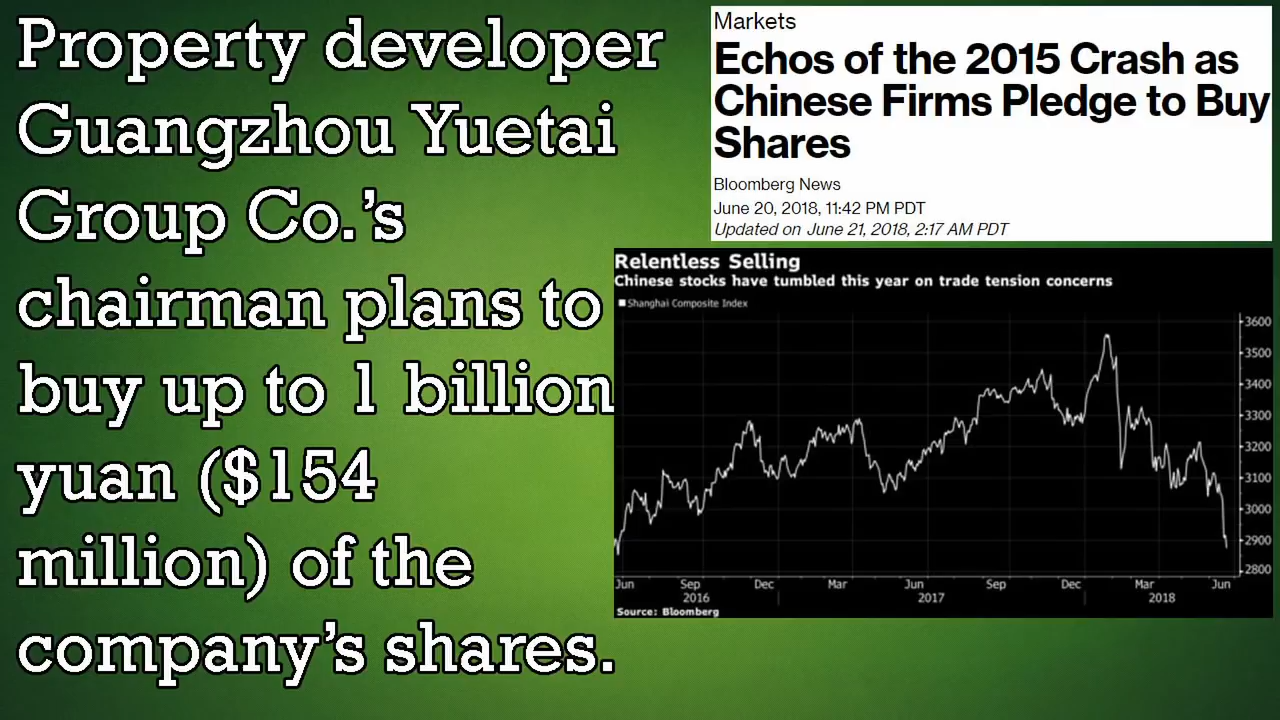 Property developer
Guangzhou Yuetai
Group Co.’s
chairman plans to
buy up to 1 billion
yuan ($154
million) of the
company’s shares.
Markets
Echos of the 2015 Crash as
Chinese Firms Pledge to Buy
Shares
Bloomberg News
June 20, 2018, 11:42 PM PDT
Updated on June 21, 2018, 2:17 AM PDT
Relentless Selling
Chinese stocks have tumbled this year on trade tension concerns
Shanghai Composite Index
3600
3500
3400
3300
3200
3100
3000
2900
2800
Jun Sep Dec Mar Jun Sep Dec Mar Jun
2016 2017 2018
Source: Bloomberg